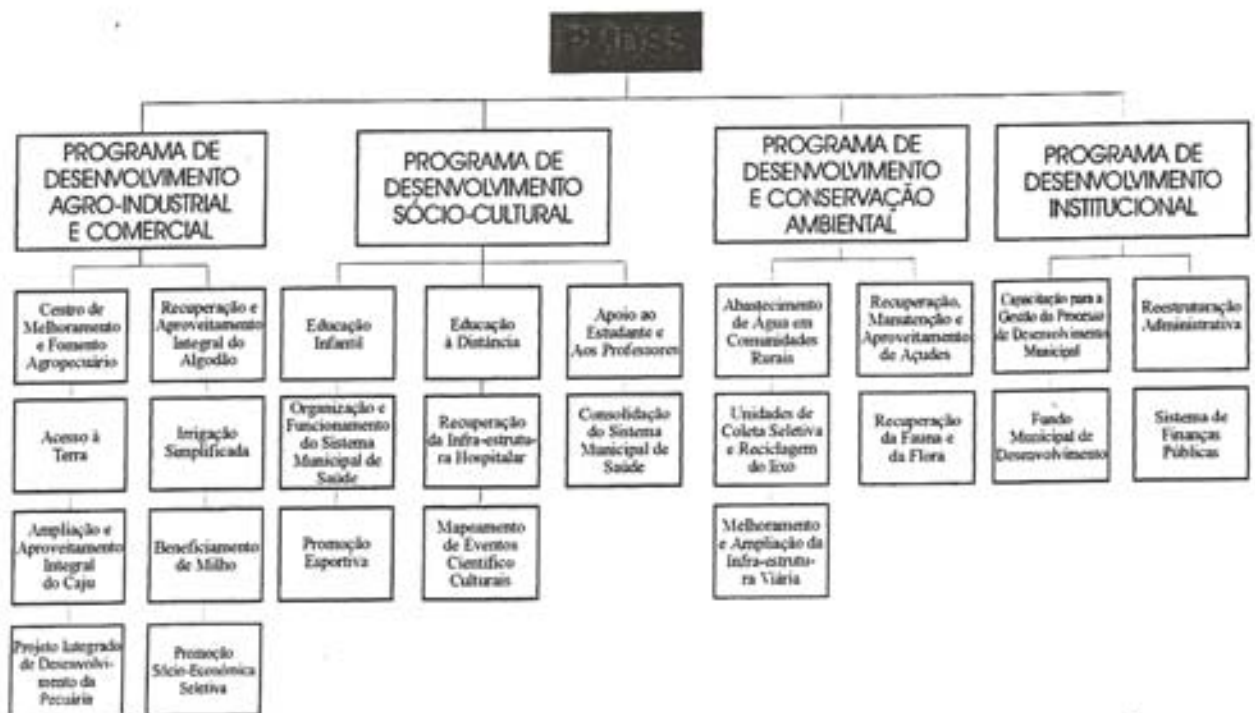 PROGRAMA DE
DESENVOLVIMENTO
AGRO-INDUSTRIAL
E COMERCIAL
PROGRAMA DE
DESENVOLVIMENTO
SÓCIO-CULTURAL
PROGRAMA DE
DESENVOLVIMENTO
E CONSERVAÇÃO
AMBIENTAL
PROGRAMA DE
DESENVOLVIMENTO
INSTITUCIONAL
Centro de
Melhoramento
e Fomento
Agropecuário
Recuperação e
Aproveitamento
Integral do
Algodão
Educação
Infantil
Educação
à Distância
Apoio ao
Estudante e
Aos Professores
Abastecimento
de Água em
Comunidades
Rurais
Recuperação,
Manutenção e
Aproveitamento
de Açudes
Capacitação para a
Gestão do Processo
de Desenvolvimento
Municipal
Reestruturação
Administrativa
Acesso à
Terra
Irrigação
Simplificada
Organização e
Funcionamento
do Sistema
Municipal de
Saúde
Recuperação
da Infra-estrutu-
ra Hospitalar
Consolidação
do Sistema
Municipal de
Saúde
Unidades de
Coleta Seletiva
e Reciclagem
do lixo
Recuperação
da Fauna e
da Flora
Fundo
Municipal de
Desenvolvimento
Sistema de
Finanças
Públicas
Ampliação e
Aproveitamento
Integral
do Caju
Beneficiamento
de Milho
Promoção
Esportiva
Mapeamento
de Eventos
Científico
Culturais
Melhoramento
e Ampliação da
Infra-estrutu-
ra Viária
Projeto Integrado
de Desenvolvi-
mento da
Pecuária
Promoção
Sócio-Económica
Seletiva